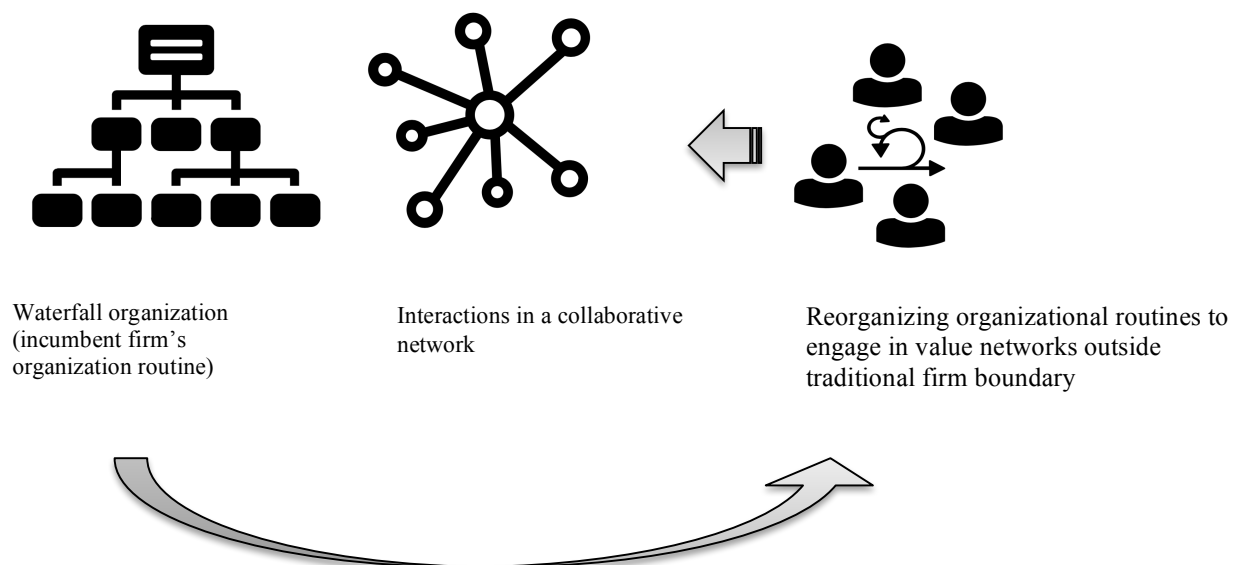 Waterfall organization
(incumbent firm's
organization routine)
Interactions in a collaborative
network
Reorganizing organizational routines to
engage in value networks outside
traditional firm boundary